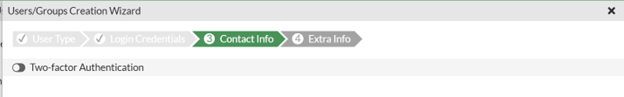 Users/Groups Creation Wizard
User Type Login Credentials 3 Contact Info 4 Extra Info
Two-factor Authentication